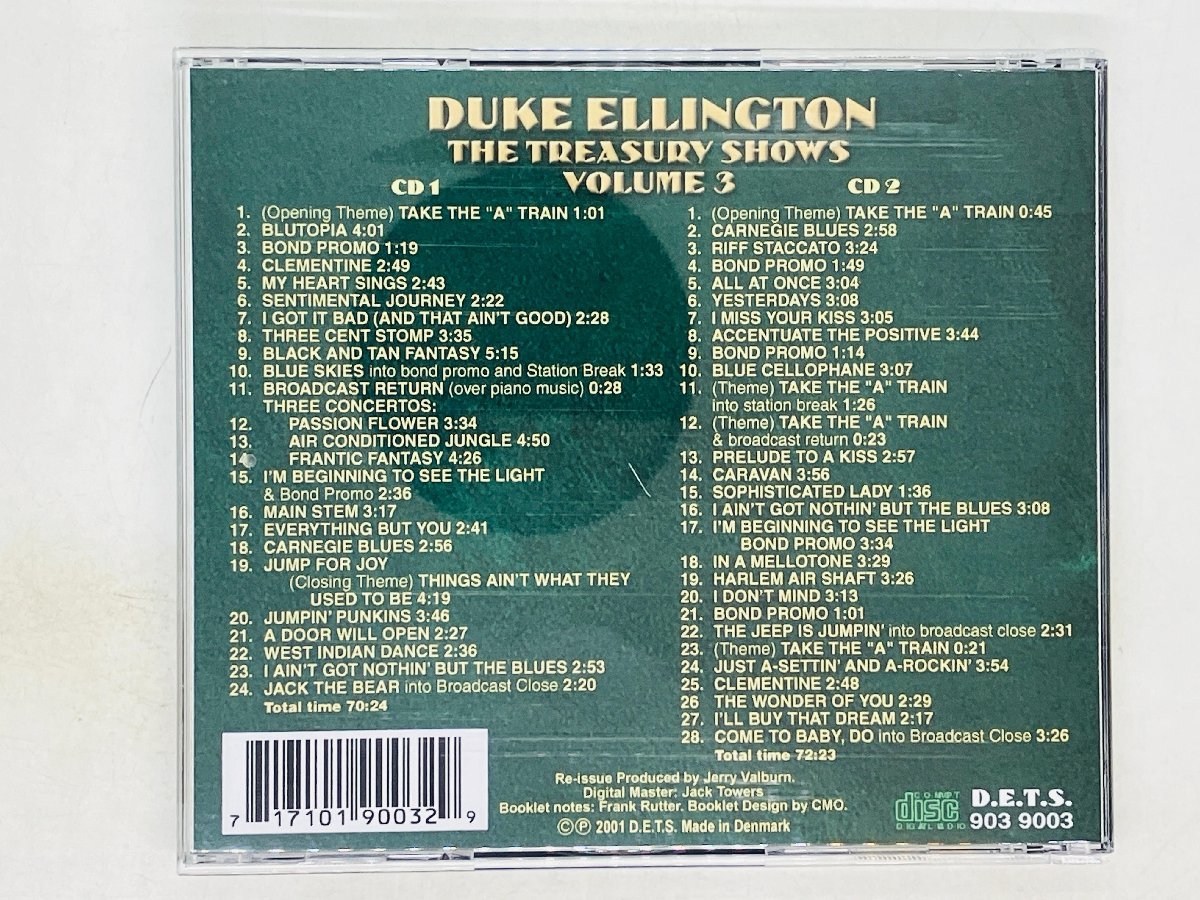 DUKE ELLINGTON
THE TREASURY SHOWS
VOLUME 3
CD 1
1. (Opening Theme) TAKE THE "A" TRAIN 1:01
2. BLUTOPIA 4:01
3. BOND PROMO 1:19
4. CLEMENTINE 2:49
5. MY HEART SINGS 2:43
6. SENTIMENTAL JOURNEY 2:22
7. I GOT IT BAD (AND THAT AIN'T GOOD) 2:28
8. THREE CENT STOMP 3:35
9. BLACK AND TAN FANTASY 5:15
10. BLUE SKIES into bond promo and Station Break 1:33
11. BROADCAST RETURN (over piano music) 0:28
THREE CONCERTOS:
12. PASSION FLOWER 3:34
13. AIR CONDITIONED JUNGLE 4:50
14 FRANTIC FANTASY 4:26
15. I'M BEGINNING TO SEE THE LIGHT
& Bond Promo 2:36
16. MAIN STEM 3:17
17. EVERYTHING BUT YOU 2:41
18. CARNEGIE BLUES 2:56
19. JUMP FOR JOY
(Closing Theme) THINGS AIN'T WHAT THEY
USED TO BE 4:19
20. JUMPIN' PUNKINS 3:46
21. A DOOR WILL OPEN 2:27
22. WEST INDIAN DANCE 2:36
23. I AIN'T GOT NOTHIN' BUT THE BLUES 2:53
24. JACK THE BEAR into Broadcast Close 2:20
Total time 70:24
CD 2
1. (Opening Theme) TAKE THE "A" TRAIN 0:45
2. CARNEGIE BLUES 2:58
3. RIFF STACCATO 3:24
4. BOND PROMO 1:49
5. ALL AT ONCE 3:04
6. YESTERDAYS 3:08
7. I MISS YOUR KISS 3:05
8. ACCENTUATE THE POSITIVE 3:44
9. BOND PROMO 1:14
10. BLUE CELLOPHANE 3:07
11. (Theme) TAKE THE "A" TRAIN
into station break 1:26
12. (Theme) TAKE THE "A" TRAIN
& broadcast return 0:23
13. PRELUDE TO A KISS 2:57
14. CARAVAN 3:56
15. SOPHISTICATED LADY 1:36
16. I AIN'T GOT NOTHIN' BUT THE BLUES 3:08
17. I'M BEGINNING TO SEE THE LIGHT
BOND PROMO 3:34
18. IN A MELLOTONE 3:29
19. HARLEM AIR SHAFT 3:26
20. I DON'T MIND 3:13
21. BOND PROMO 1:01
22. THE JEEP IS JUMPIN' into broadcast close 2:31
23. (Theme) TAKE THE "A" TRAIN 0:21
24. JUST A-SETTIN' AND A-ROCKIN' 3:54
25. CLEMENTINE 2:48
26 THE WONDER OF YOU 2:29
27. I'LL BUY THAT DREAM 2:17
28. COME TO BABY, DO into Broadcast Close 3:26
Total time 72:23
7 17101 90032 9
Re-issue Produced by Jerry Valburn.
Digital Master: Jack Towers
Booklet notes: Frank Rutter. Booklet Design by CMO.
©℗ 2001 D.E.T.S. Made in Denmark
COMPACT
disc
DIGITAL AUDIO
D.E.T.S.
903 9003